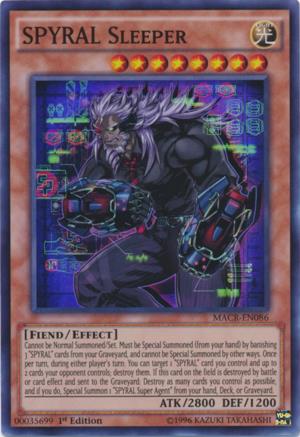 SPYRAL Sleeper
LIGHT
MACR-EN086
[FIEND/EFFECT]
Cannot be Normal Summoned/Set. Must be Special Summoned (from your hand) by banishing
3 "SPYRAL" cards from your Graveyard, and cannot be Special Summoned by other ways. Once
per turn, during either player's turn: You can target 1 "SPYRAL" card you control and up to
2 cards your opponent controls; destroy them. If this card on the field is destroyed by battle
or card effect and sent to the Graveyard: Destroy as many cards you control as possible,
and if you do, Special Summon 1 "SPYRAL Super Agent" from your hand, Deck, or Graveyard.
ATK/2800 DEF/1200
00035699 1st Edition
©1996 KAZUKI TAKAHASHI